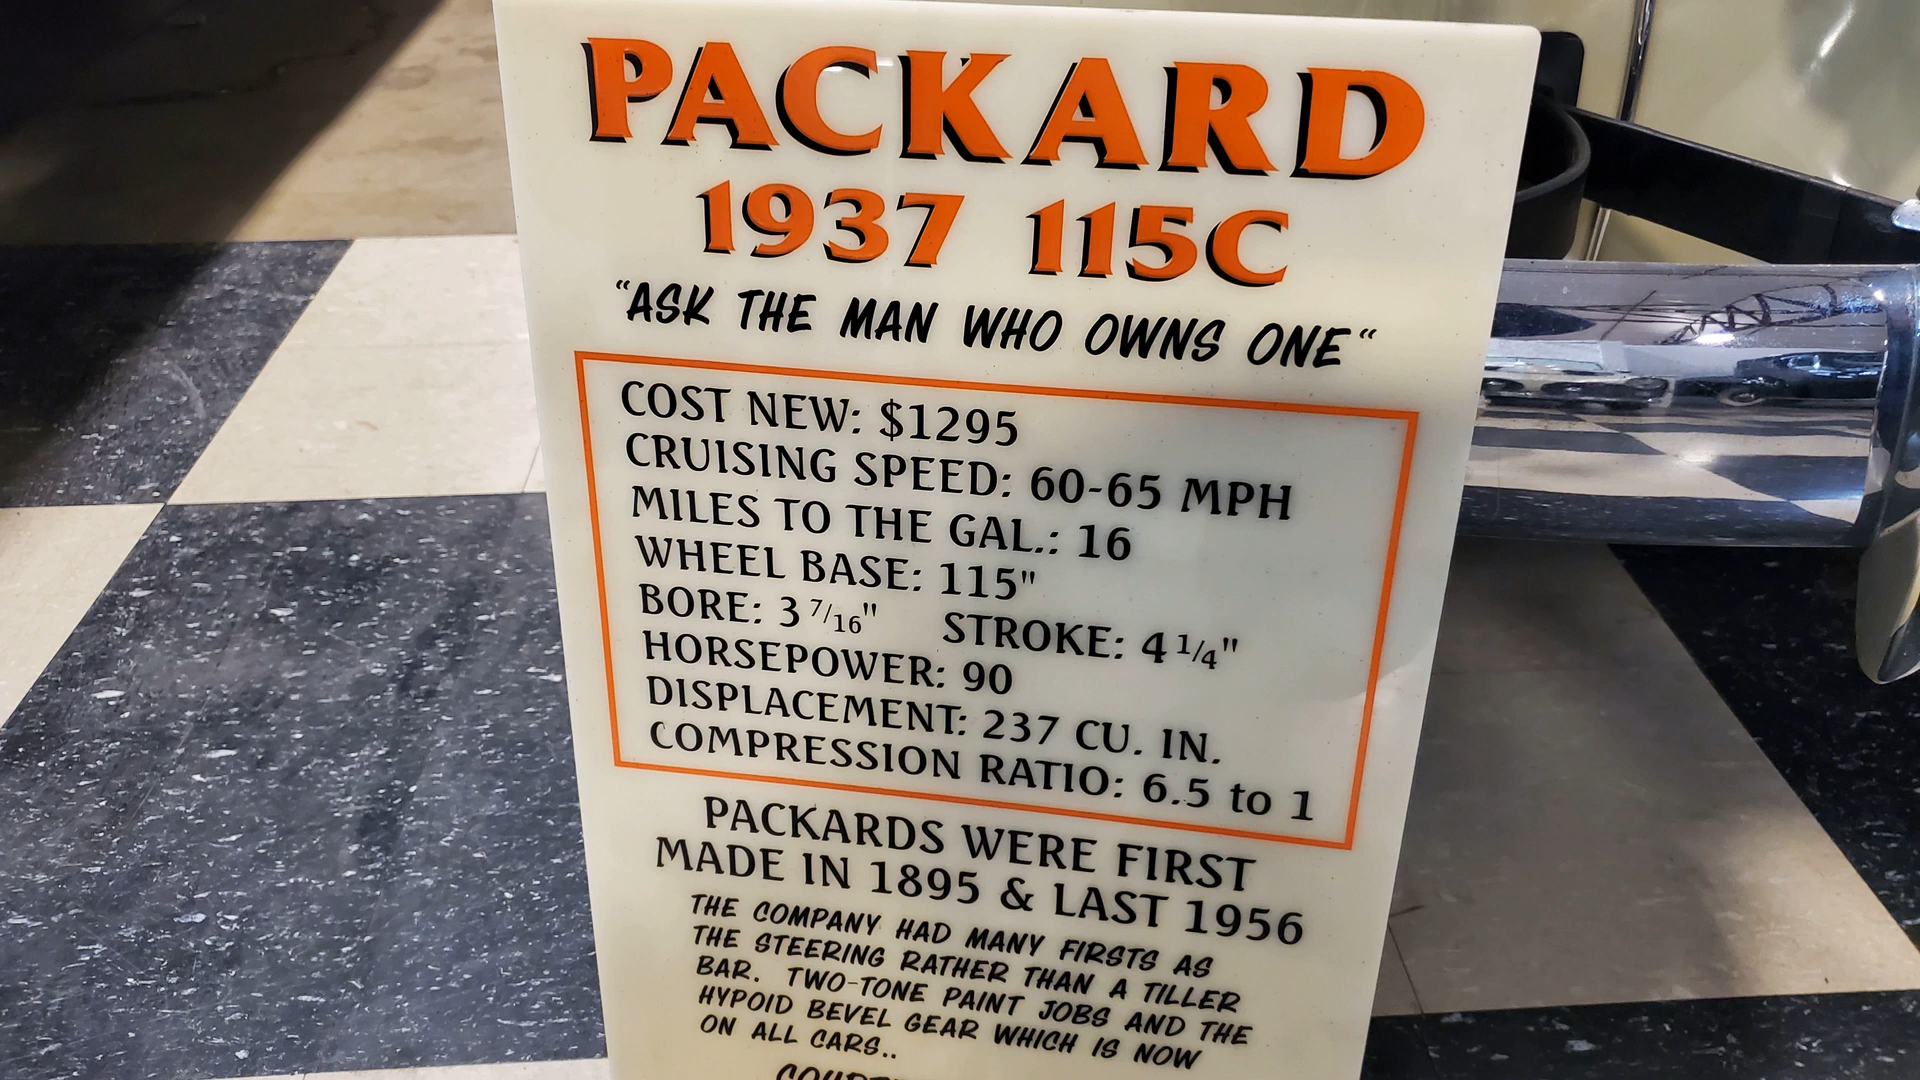 PACKARD
1937 115C
"ASK THE MAN WHO OWNS ONE"
COST NEW: $1295
CRUISING SPEED: 60-65 MPH
MILES TO THE GAL.: 16
WHEEL BASE: 115"
BORE: 3 7/16" STROKE: 4 1/4"
HORSEPOWER: 90
DISPLACEMENT: 237 CU. IN.
COMPRESSION RATIO: 6.5 to 1
PACKARDS WERE FIRST
MADE IN 1895 & LAST 1956
THE COMPANY HAD MANY FIRSTS AS
THE STEERING RATHER THAN A TILLER
BAR. TWO-TONE PAINT JOBS AND THE
HYPOID BEVEL GEAR WHICH IS NOW
ON ALL CARS..